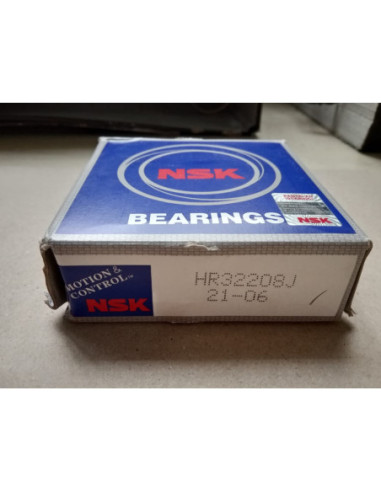 NSK
BEARINGS
NSK
MOTION &
CONTROL
NSK
HR32208J
21-06